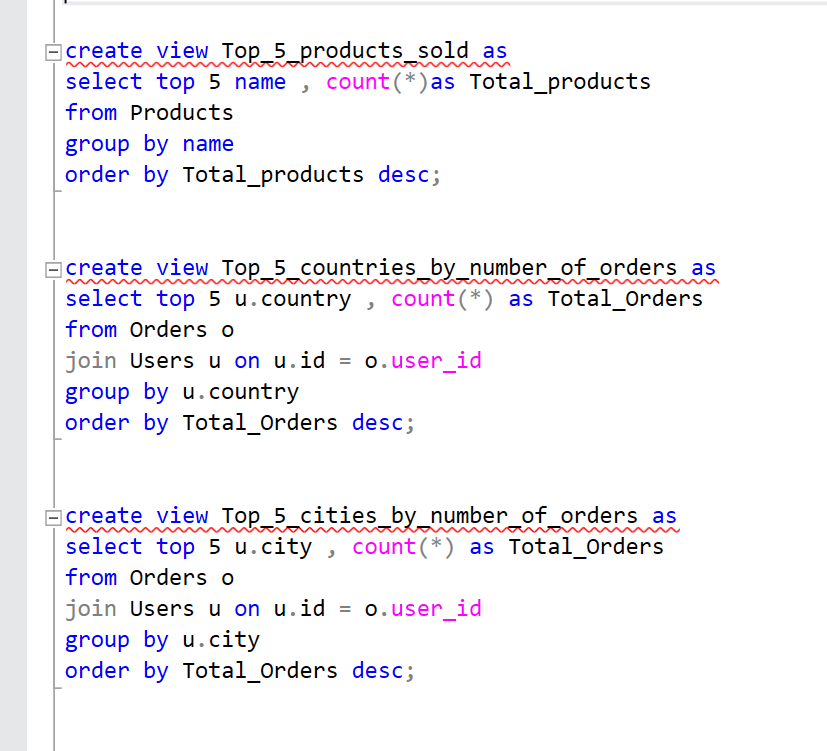 create view Top_5_products_sold as
select top 5 name , count(*)as Total_products
from Products
group by name
order by Total_products desc;
create view Top_5_countries_by_number_of_orders as
select top 5 u.country , count(*) as Total_Orders
from Orders o
join Users u on u.id = o.user_id
group by u.country
order by Total_Orders desc;
create view Top_5_cities_by_number_of_orders as
select top 5 u.city , count(*) as Total_Orders
from Orders o
join Users u on u.id = o.user_id
group by u.city
order by Total_Orders desc;